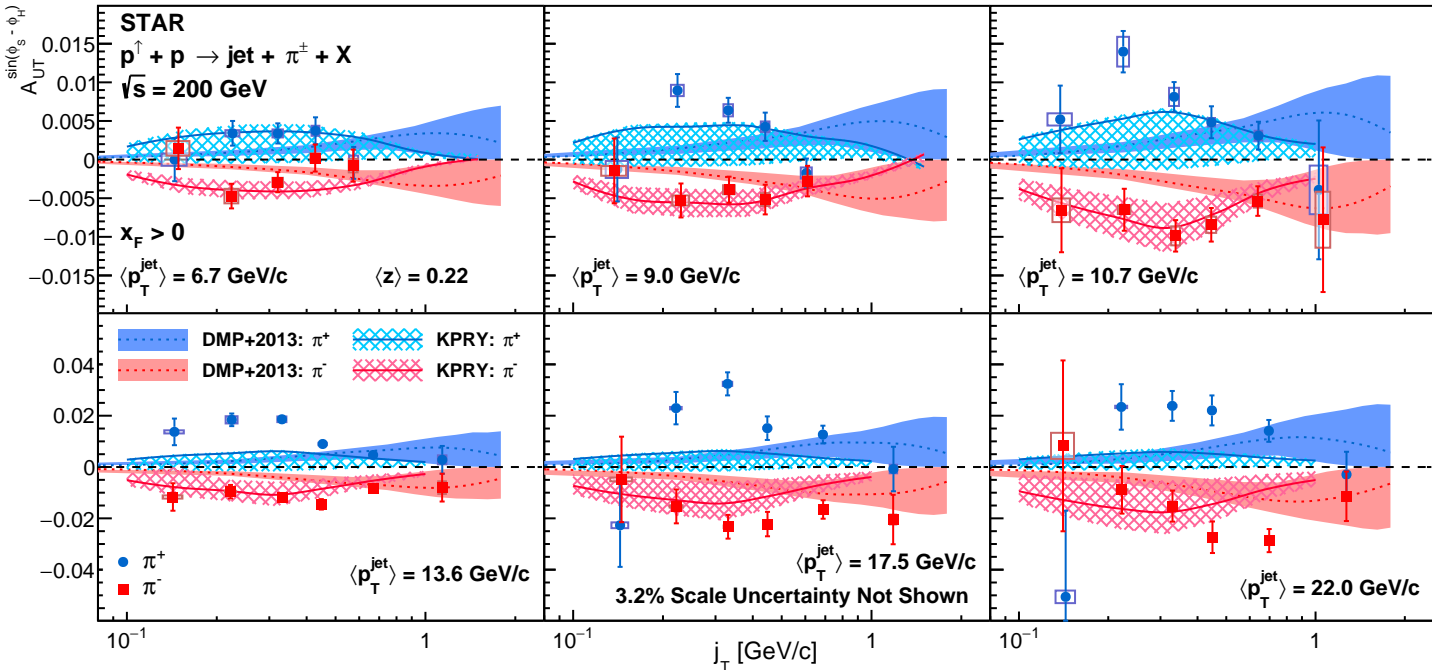 A_UT^sin(ϕ_S - ϕ_H)
0.015
0.01
0.005
0
−0.005
−0.01
−0.015
STAR
p^↑ + p → jet + π^± + X
√s = 200 GeV
x_F > 0
⟨p_T^jet⟩ = 6.7 GeV/c ⟨z⟩ = 0.22
⟨p_T^jet⟩ = 9.0 GeV/c
⟨p_T^jet⟩ = 10.7 GeV/c
0.04
0.02
0
−0.02
−0.04
DMP+2013: π^+ KPRY: π^+
DMP+2013: π^- KPRY: π^-
π^+
π^-
⟨p_T^jet⟩ = 13.6 GeV/c
⟨p_T^jet⟩ = 17.5 GeV/c
3.2% Scale Uncertainty Not Shown
⟨p_T^jet⟩ = 22.0 GeV/c
10^−1 1 10^−1 1 10^−1 1
j_T [GeV/c]